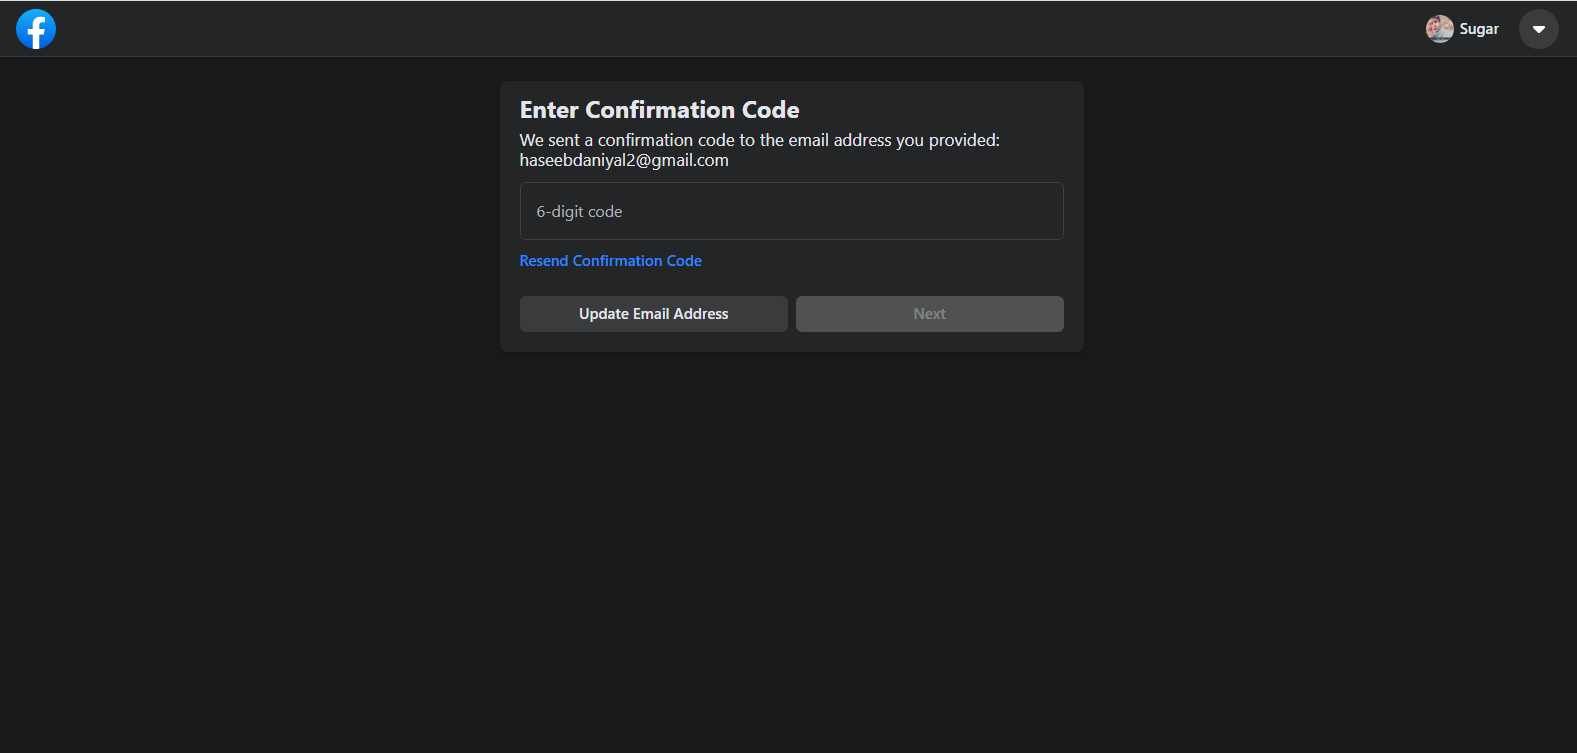 Sugar
Enter Confirmation Code
We sent a confirmation code to the email address you provided:
haseebdaniyal2@gmail.com
6-digit code
Resend Confirmation Code
Update Email Address
Next